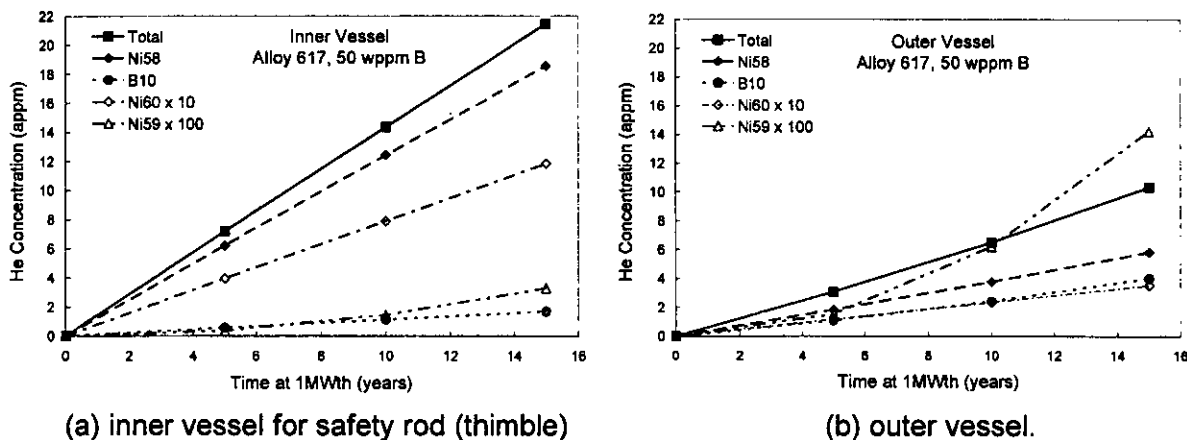 22
20
18
16
14
12
10
8
6
4
2
0
He Concentration (appm)
Total
Ni58
B10
Ni60 x 10
Ni59 x 100
Inner Vessel
Alloy 617, 50 wppm B
0 2 4 6 8 10 12 14 16
Time at 1MWth (years)
(a) inner vessel for safety rod (thimble)
22
20
18
16
14
12
10
8
6
4
2
0
He Concentration (appm)
Total
Ni58
B10
Ni60 x 10
Ni59 x 100
Outer Vessel
Alloy 617, 50 wppm B
0 2 4 6 8 10 12 14 16
Time at 1MWth (years)
(b) outer vessel.